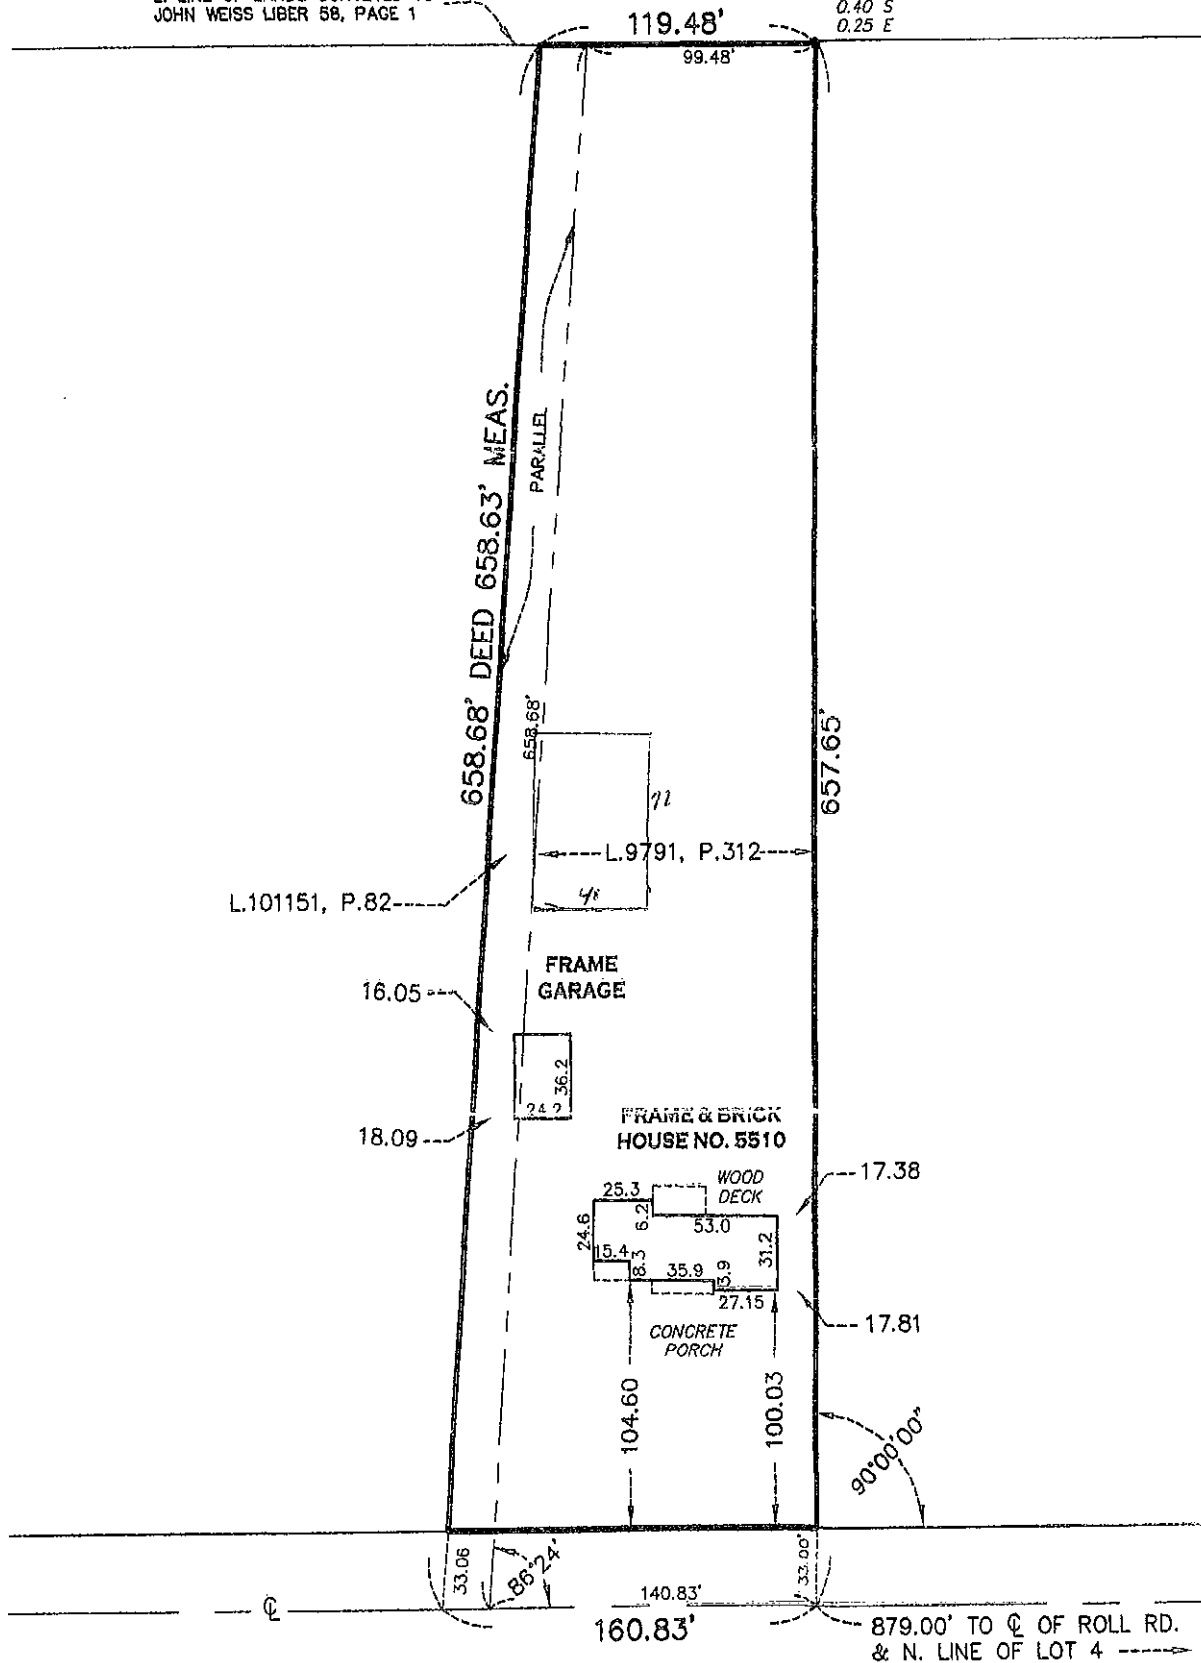 JOHN WEISS LIBER 58, PAGE 1
119.48'
0.40 S
0.25 E
99.48'
658.68' DEED 658.63' MEAS.
PARALLEL
658.68'
657.65'
L.9791, P.312
L.101151, P.82
FRAME
GARAGE
16.05
36.2
24.2
18.09
FRAME & BRICK
HOUSE NO. 5510
WOOD
DECK
17.38
25.3
6.2
53.0
24.6
31.2
15.4
8.3
35.9
3.9
27.15
17.81
CONCRETE
PORCH
104.60
100.03
90°00'00"
33.06
86°24'
33.00'
140.83'
℄
160.83'
879.00' TO ℄ OF ROLL RD.
& N. LINE OF LOT 4